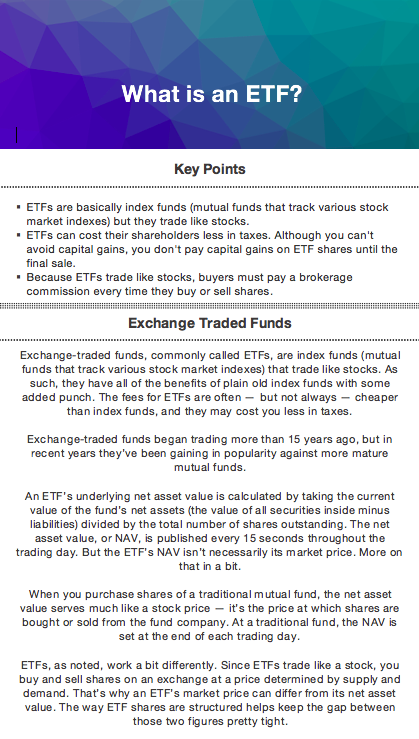 What is an ETF?
Key Points
▪ ETFs are basically index funds (mutual funds that track various stock
market indexes) but they trade like stocks.
▪ ETFs can cost their shareholders less in taxes. Although you can't
avoid capital gains, you don't pay capital gains on ETF shares until the
final sale.
▪ Because ETFs trade like stocks, buyers must pay a brokerage
commission every time they buy or sell shares.
Exchange Traded Funds
Exchange-traded funds, commonly called ETFs, are index funds (mutual
funds that track various stock market indexes) that trade like stocks. As
such, they have all of the benefits of plain old index funds with some
added punch. The fees for ETFs are often — but not always — cheaper
than index funds, and they may cost you less in taxes.
Exchange-traded funds began trading more than 15 years ago, but in
recent years they've been gaining in popularity against more mature
mutual funds.
An ETF's underlying net asset value is calculated by taking the current
value of the fund's net assets (the value of all securities inside minus
liabilities) divided by the total number of shares outstanding. The net
asset value, or NAV, is published every 15 seconds throughout the
trading day. But the ETF's NAV isn't necessarily its market price. More on
that in a bit.
When you purchase shares of a traditional mutual fund, the net asset
value serves much like a stock price — it's the price at which shares are
bought or sold from the fund company. At a traditional fund, the NAV is
set at the end of each trading day.
ETFs, as noted, work a bit differently. Since ETFs trade like a stock, you
buy and sell shares on an exchange at a price determined by supply and
demand. That's why an ETF's market price can differ from its net asset
value. The way ETF shares are structured helps keep the gap between
those two figures pretty tight.